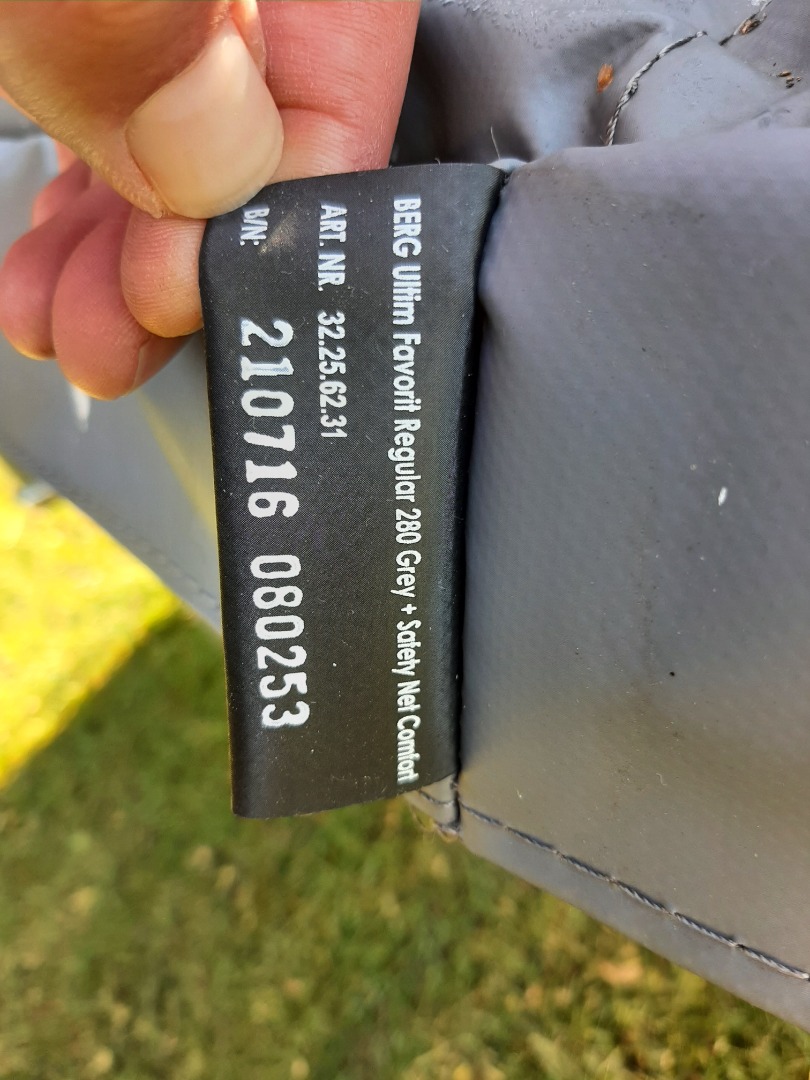 BERG Ultim Favorit Regular 280 Grey + Safety Net Comfort
ART. NR. 32.25.62.31
B/N: 210716 080253